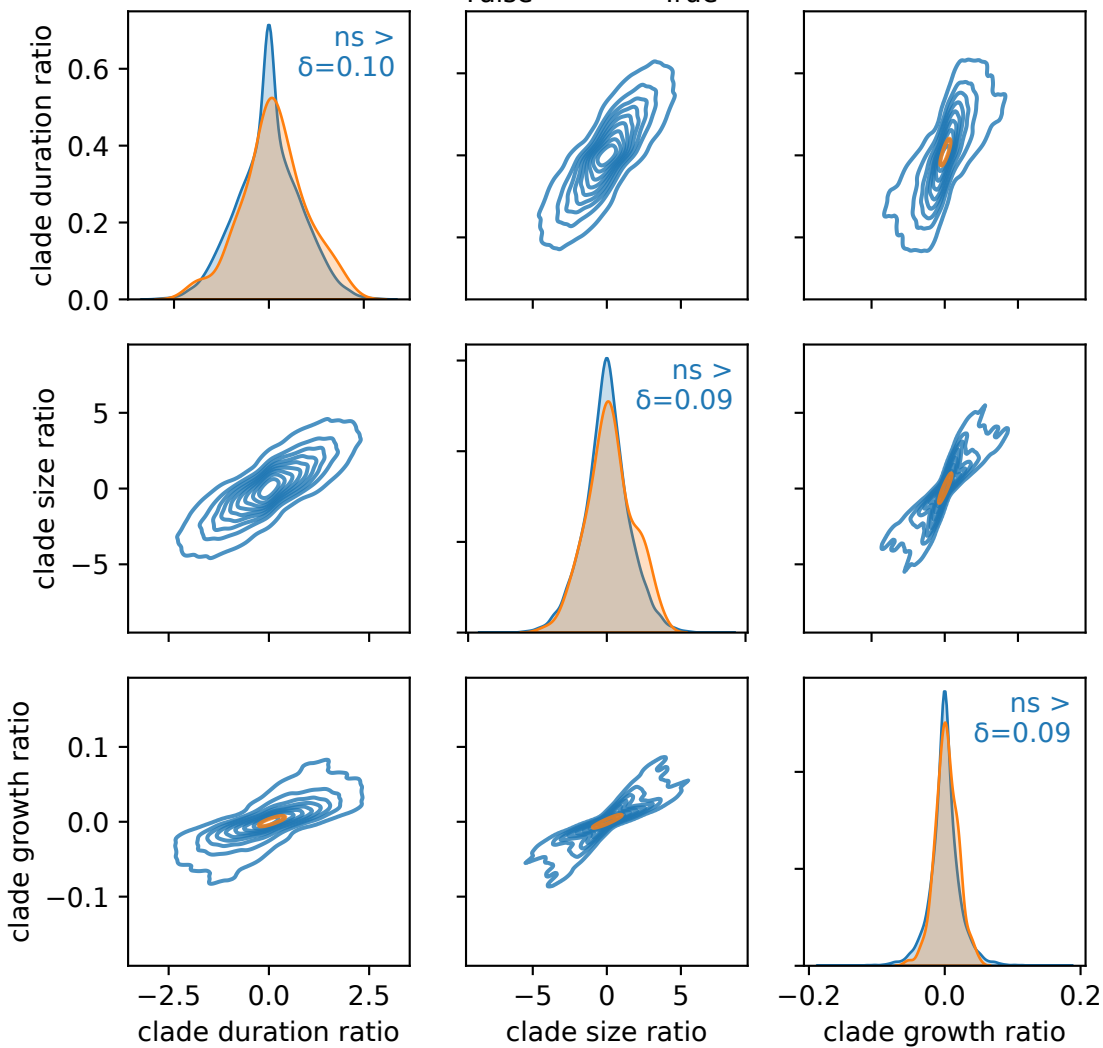 clade duration ratio
0.6
0.4
0.2
0.0
ns >
δ=0.10
clade size ratio
5
0
−5
ns >
δ=0.09
clade growth ratio
0.1
0.0
−0.1
ns >
δ=0.09
−2.5 0.0 2.5
−5 0 5
−0.2 0.0 0.2
clade duration ratio
clade size ratio
clade growth ratio